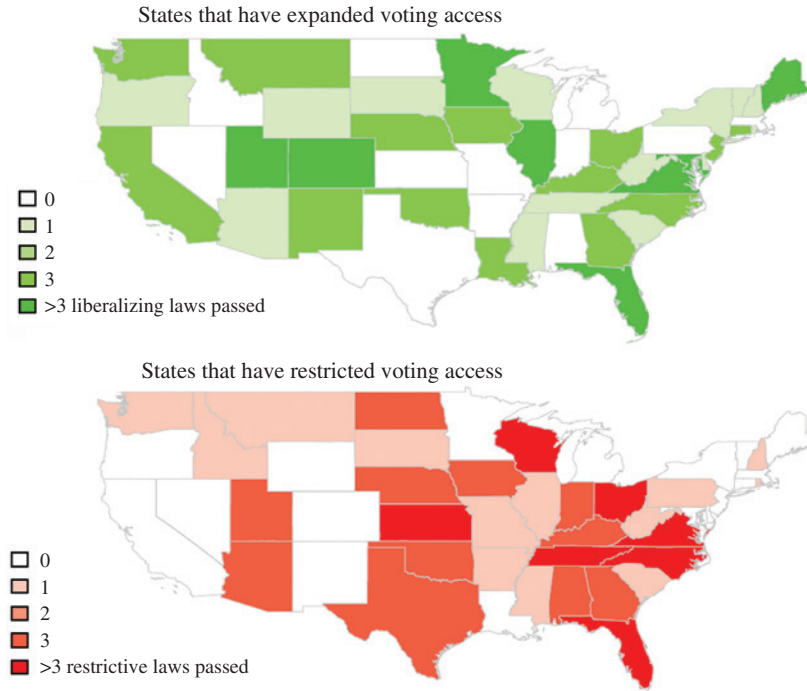 States that have expanded voting access
0
1
2
3
>3 liberalizing laws passed
States that have restricted voting access
0
1
2
3
>3 restrictive laws passed